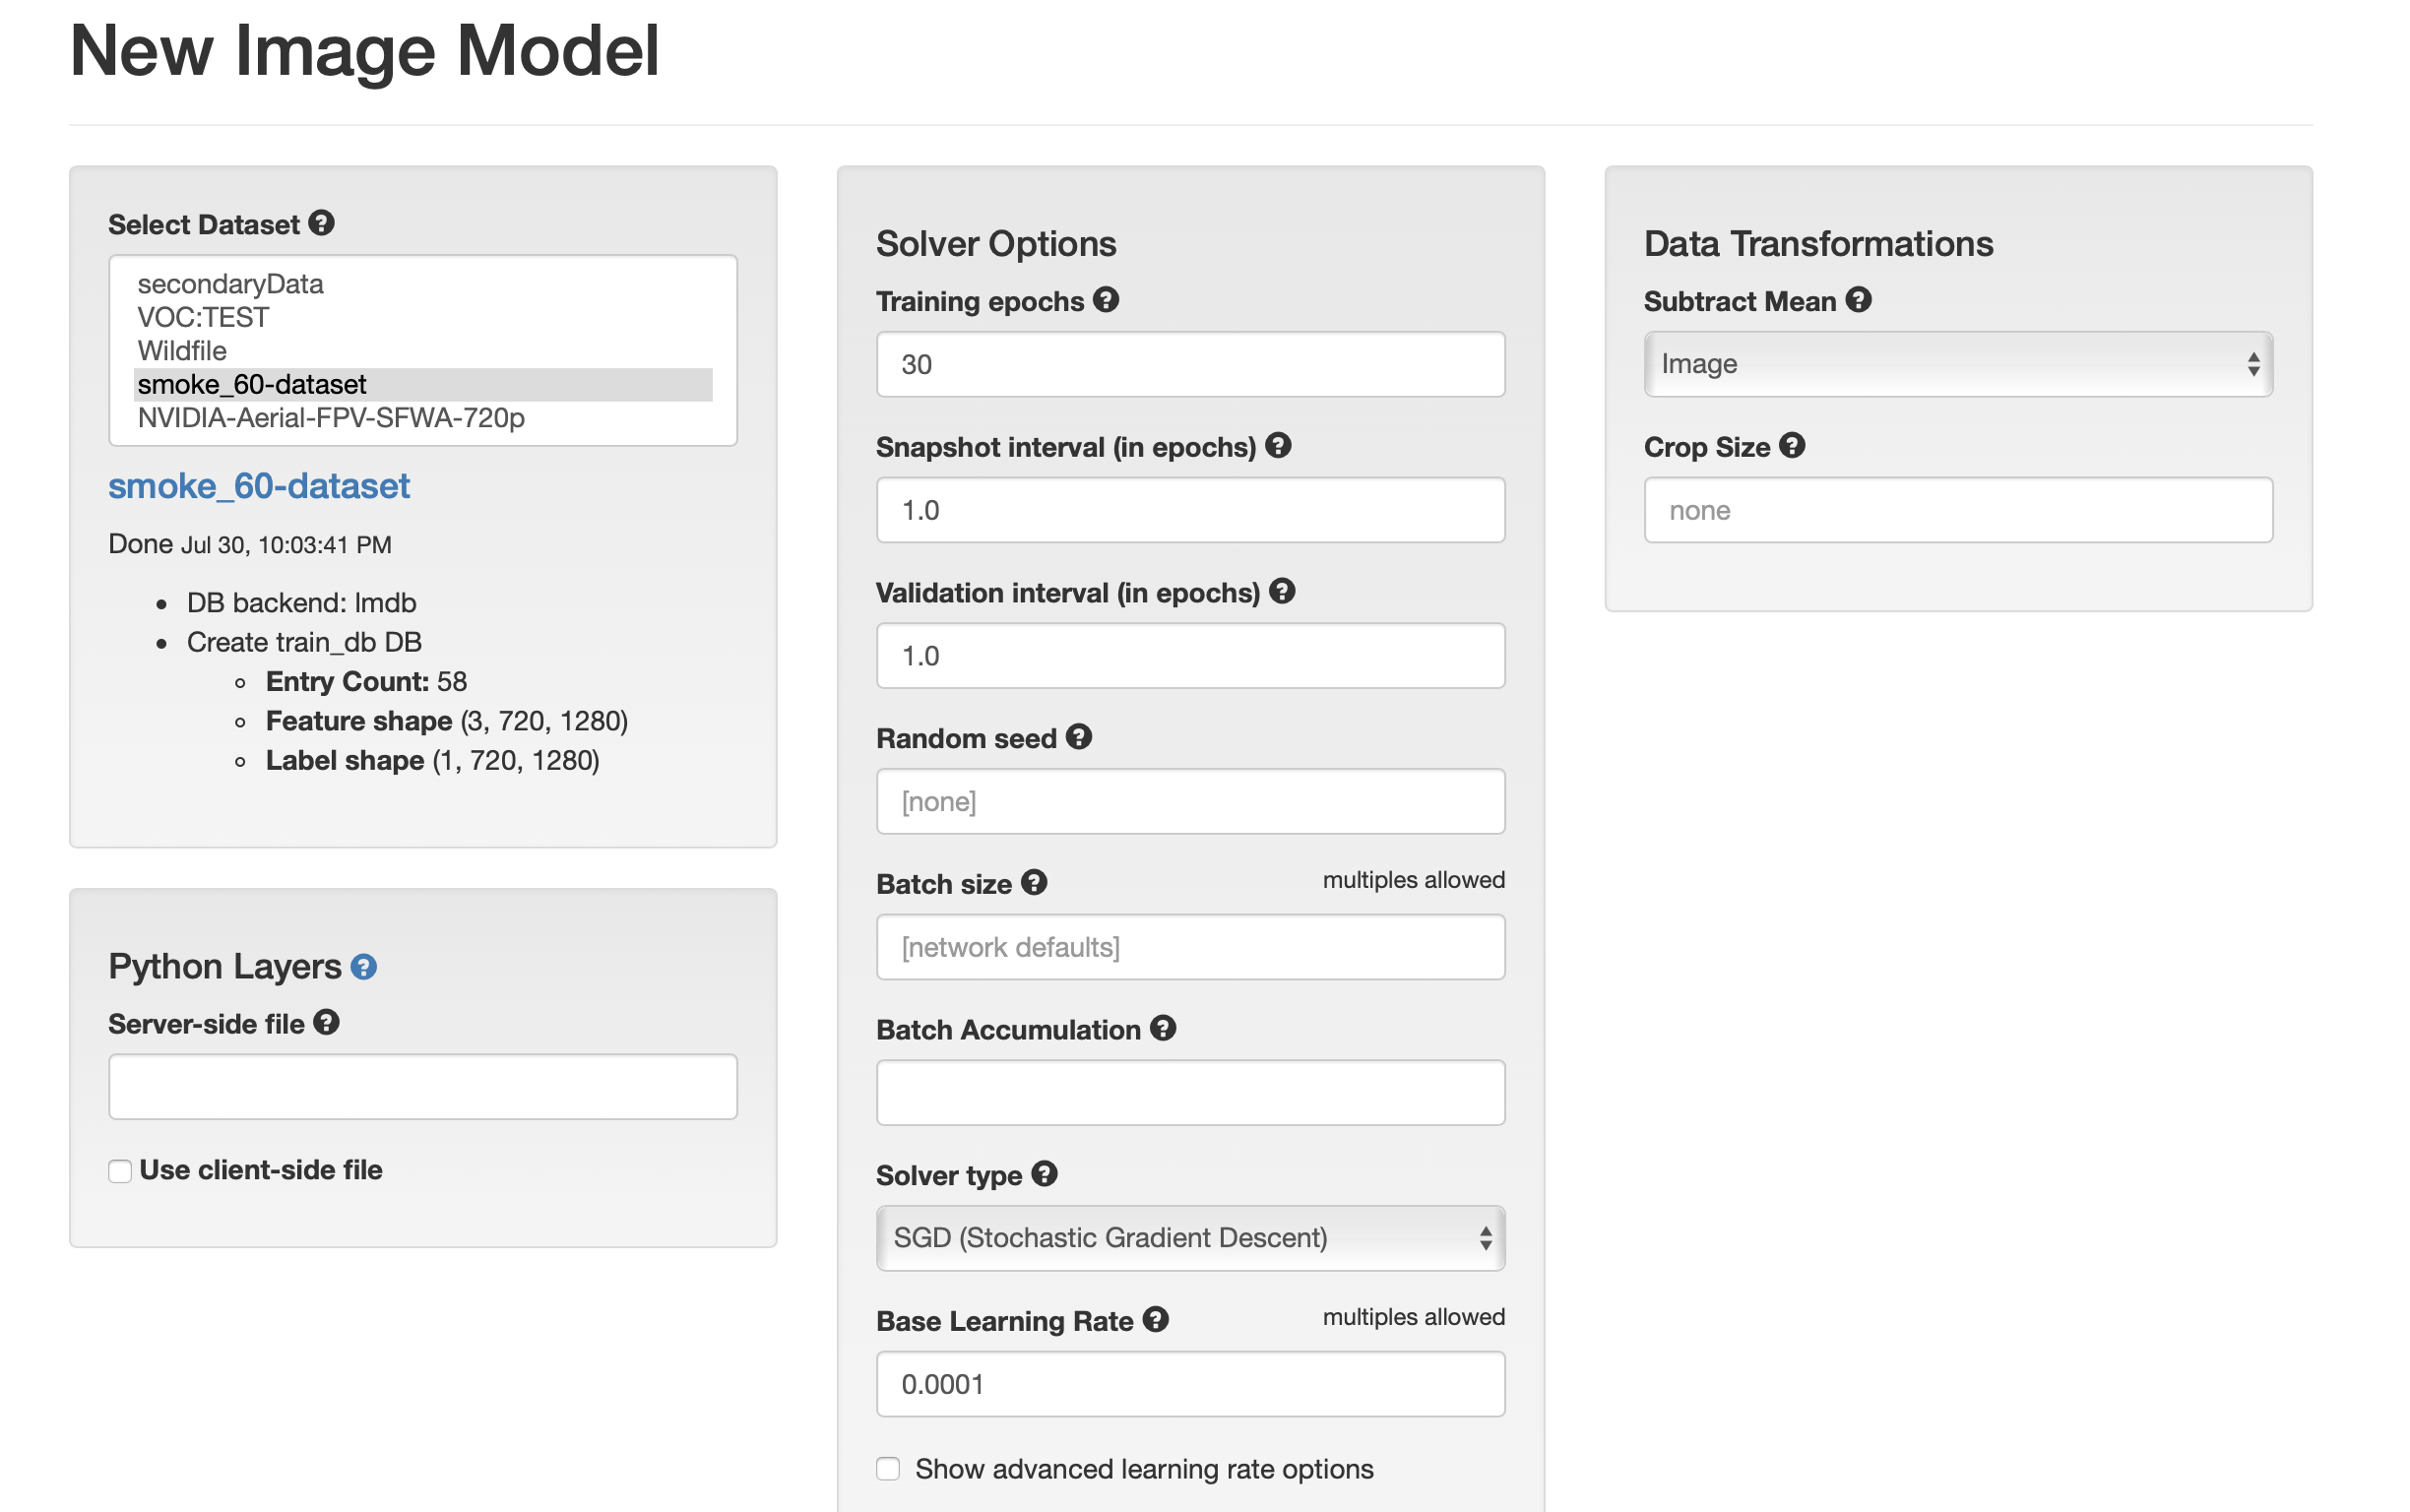 New Image Model
Select Dataset
secondaryData
VOC:TEST
Wildfile
smoke_60-dataset
NVIDIA-Aerial-FPV-SFWA-720p
smoke_60-dataset
Done Jul 30, 10:03:41 PM
DB backend: lmdb
Create train_db DB
Entry Count: 58
Feature shape (3, 720, 1280)
Label shape (1, 720, 1280)
Python Layers
Server-side file
Use client-side file
Solver Options
Training epochs
30
Snapshot interval (in epochs)
1.0
Validation interval (in epochs)
1.0
Random seed
[none]
Batch size multiples allowed
[network defaults]
Batch Accumulation
Solver type
SGD (Stochastic Gradient Descent)
Base Learning Rate multiples allowed
0.0001
Show advanced learning rate options
Data Transformations
Subtract Mean
Image
Crop Size
none